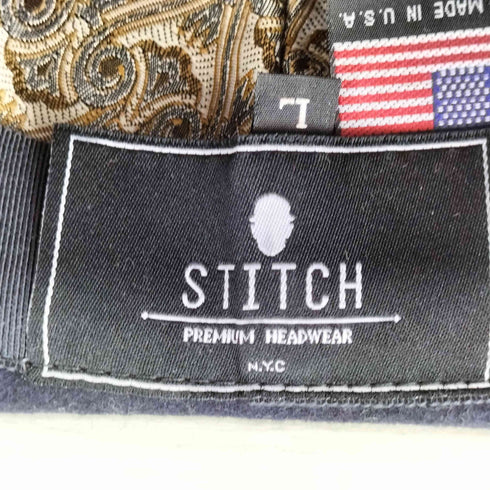 MADE IN U.S.A
L
STITCH
PREMIUM HEADWEAR
N.Y.C